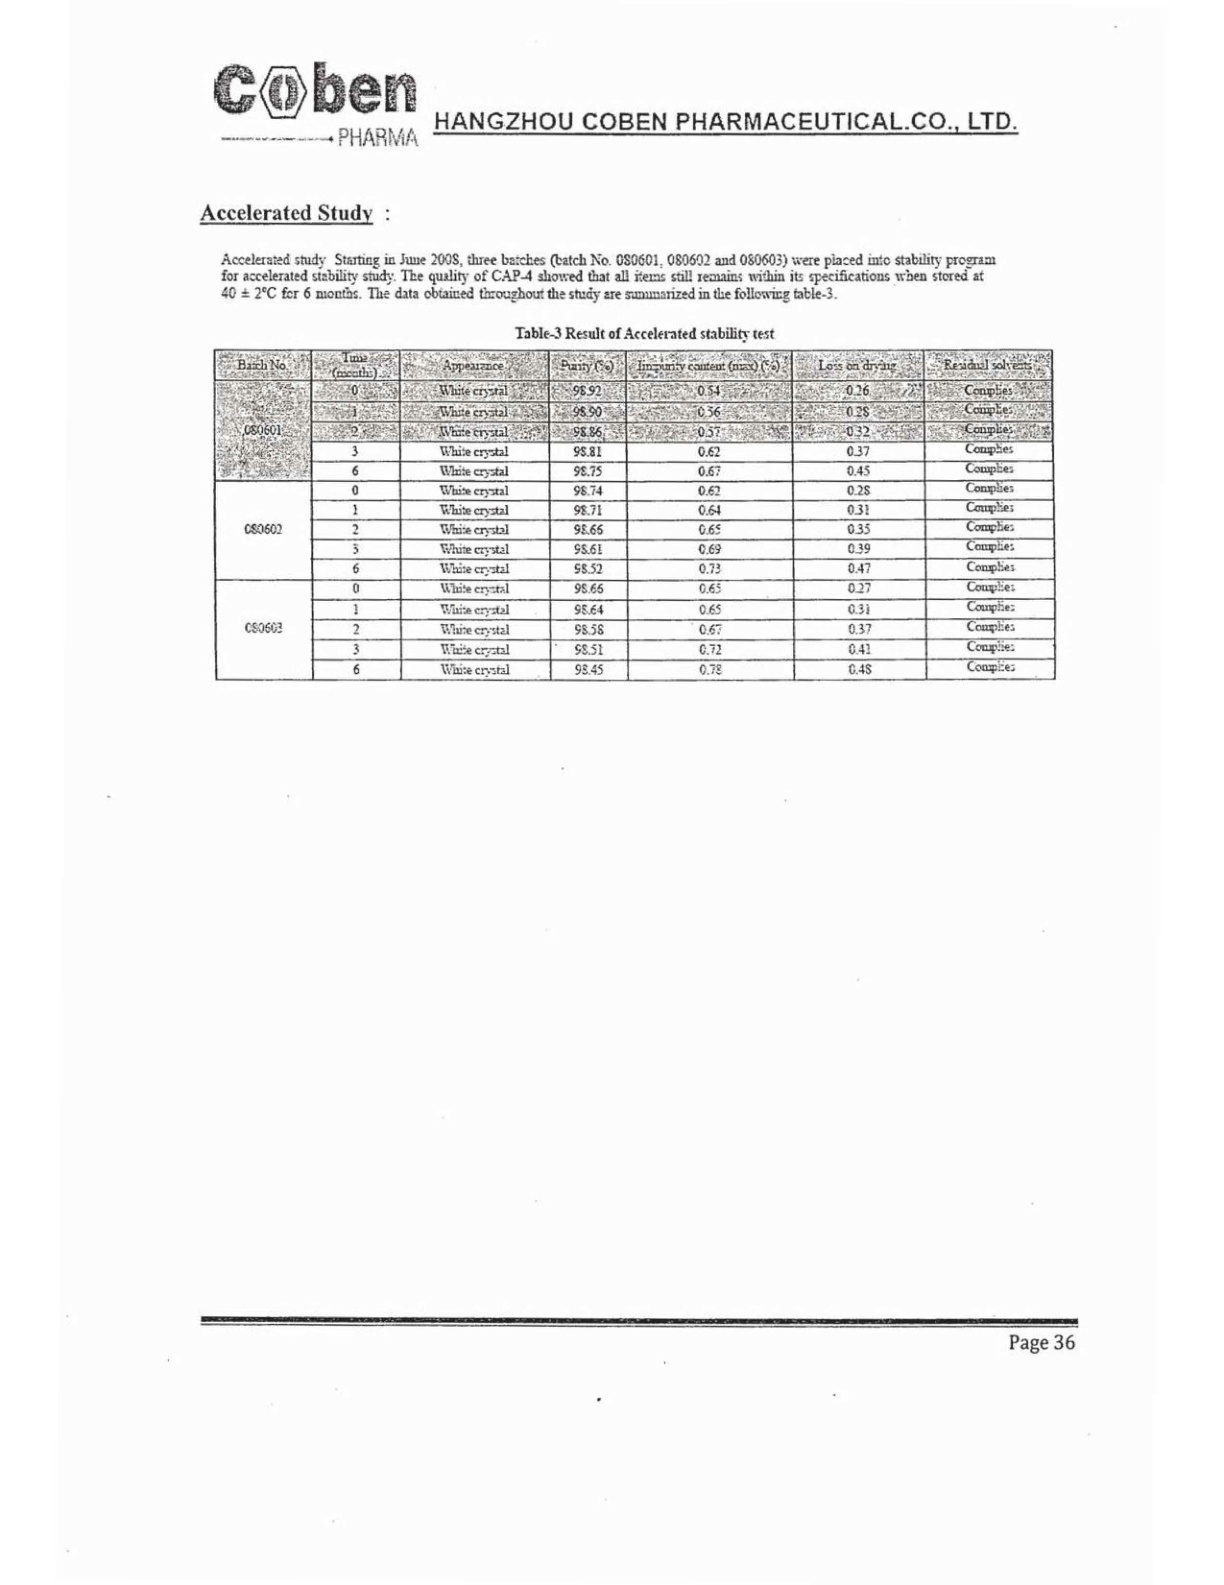 Coben
PHARMA
HANGZHOU COBEN PHARMACEUTICAL.CO., LTD.
Accelerated Study :
Accelerated study Starting in June 2008, three batches (batch No. 080601, 080602 and 080603) were placed into stability program
for accelerated stability study. The quality of CAP-4 showed that all items still remains within its specifications when stored at
40 ± 2°C for 6 months. The data obtained throughout the study are summarized in the following table-3.
Table-3 Result of Accelerated stability test
Batch No. Time (months) Appearance Purity (%) Impurity content (max) (%) Loss on drying Residual solvents
080601
0 White crystal 98.92 0.54 0.26 Complies
1 White crystal 98.90 0.56 0.28 Complies
2 White crystal 98.86 0.57 0.32 Complies
3 White crystal 98.81 0.62 0.37 Complies
6 White crystal 98.75 0.67 0.45 Complies
080602
0 White crystal 98.74 0.62 0.28 Complies
1 White crystal 98.71 0.64 0.31 Complies
2 White crystal 98.66 0.65 0.35 Complies
3 White crystal 98.61 0.69 0.39 Complies
6 White crystal 98.52 0.73 0.47 Complies
080603
0 White crystal 98.66 0.65 0.27 Complies
1 White crystal 98.64 0.65 0.31 Complies
2 White crystal 98.58 0.67 0.37 Complies
3 White crystal 98.51 0.72 0.41 Complies
6 White crystal 98.45 0.78 0.48 Complies
Page 36